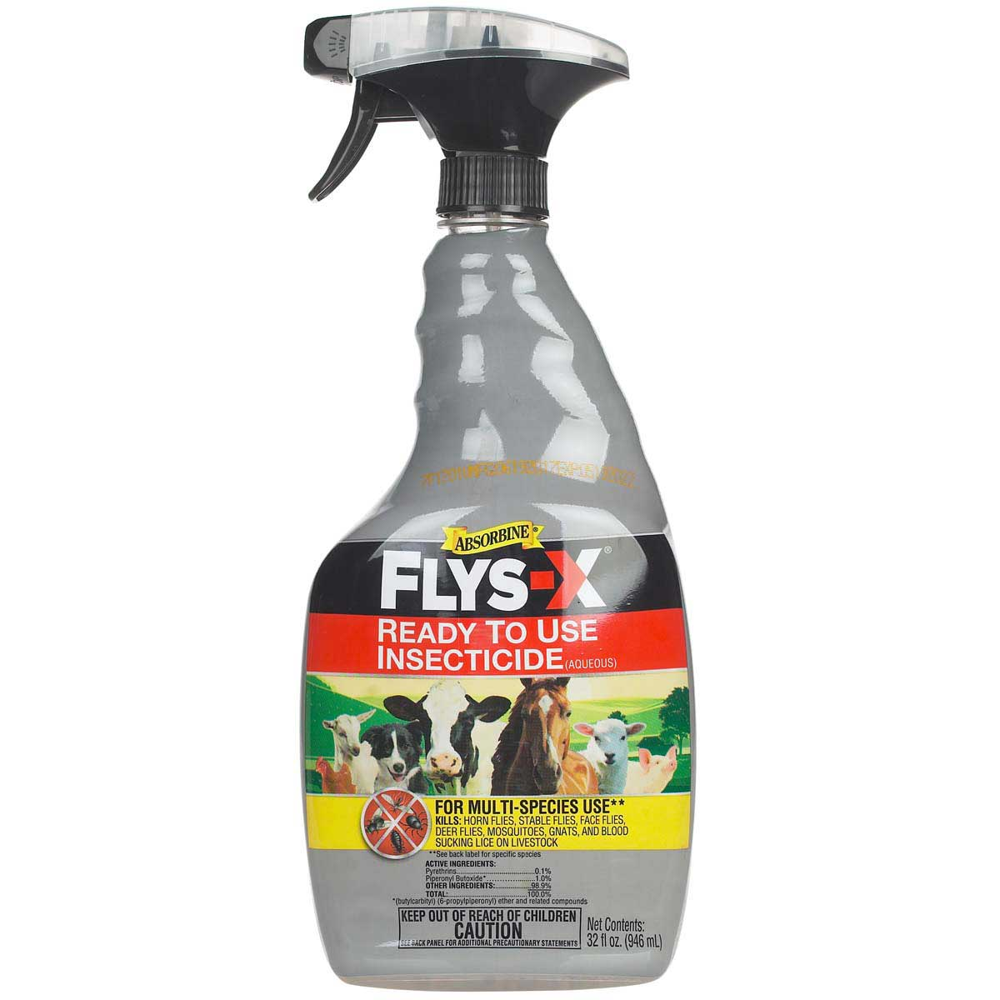 ABSORBINE®
FLYS-X®
READY TO USE
INSECTICIDE (AQUEOUS)
FOR MULTI-SPECIES USE**
KILLS: HORN FLIES, STABLE FLIES, FACE FLIES,
DEER FLIES, MOSQUITOES, GNATS, AND BLOOD
SUCKING LICE ON LIVESTOCK
**See back label for specific species
ACTIVE INGREDIENTS:
Pyrethrins..............................0.1%
Piperonyl Butoxide*...................1.0%
OTHER INGREDIENTS:..............98.9%
TOTAL:..............................100.0%
*(butylcarbityl) (6-propylpiperonyl) ether and related compounds
KEEP OUT OF REACH OF CHILDREN
CAUTION
SEE BACK PANEL FOR ADDITIONAL PRECAUTIONARY STATEMENTS
Net Contents:
32 fl oz. (946 mL)